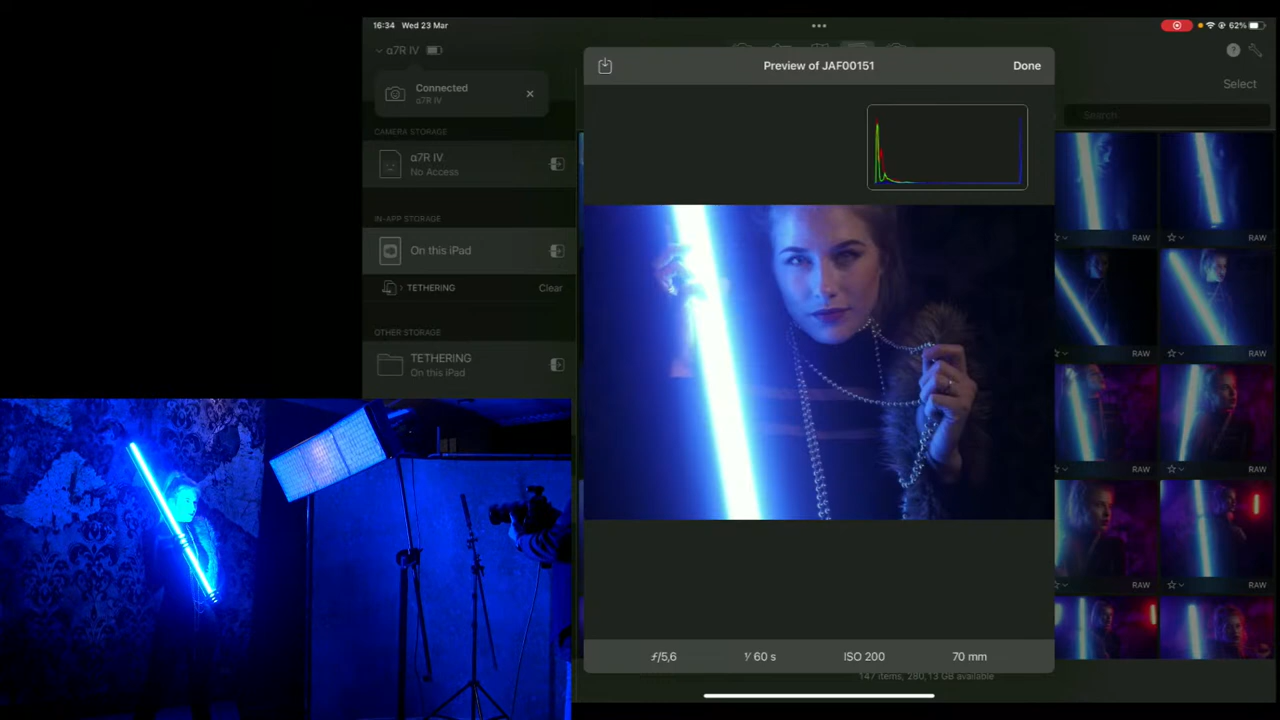 16:34 Wed 23 Mar
62%
α7R IV
Connected
α7R IV
CAMERA STORAGE
α7R IV
No Access
IN-APP STORAGE
On this iPad
TETHERING Clear
OTHER STORAGE
TETHERING
On this iPad
Preview of JAF00151
Done
ƒ/5,6 1⁄60 s ISO 200 70 mm
147 items, 280,13 GB available
Select
Search
RAW RAW
RAW RAW
RAW RAW
RAW RAW